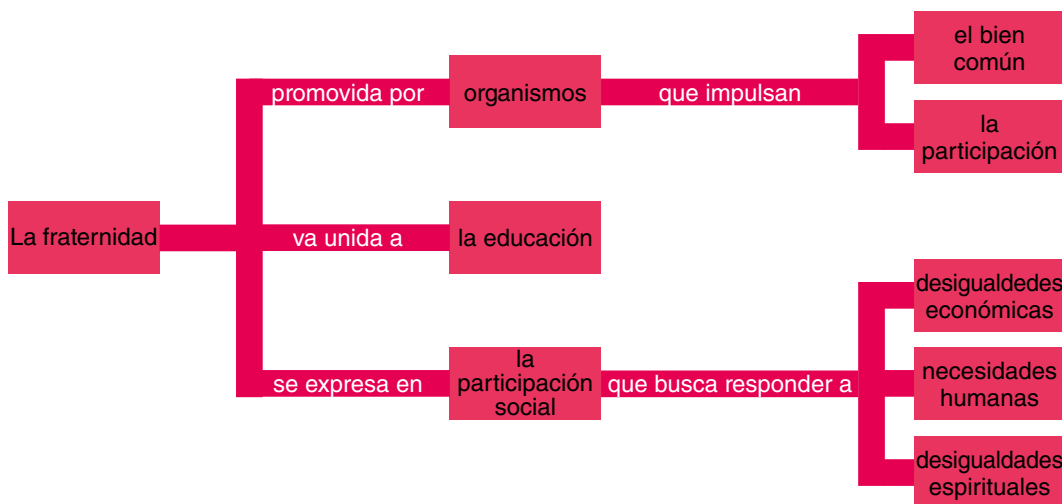 La fraternidad
promovida por
organismos
que impulsan
el bien
común
la
participación
va unida a
la educación
se expresa en
la
participación
social
que busca responder a
desigualdedes
económicas
necesidades
humanas
desigualdades
espirituales